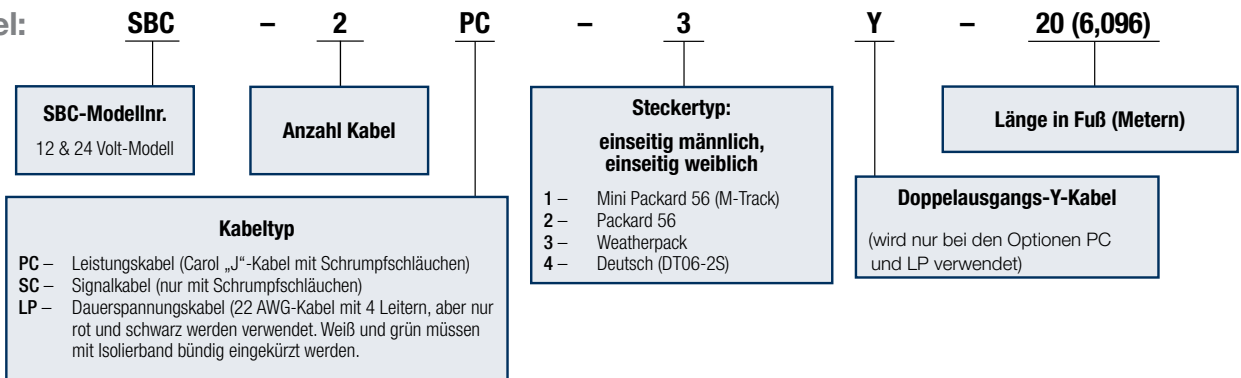 el: SBC – 2 PC – 3 Y – 20 (6,096)
SBC-Modellnr.
12 & 24 Volt-Modell
Anzahl Kabel
Steckertyp:
einseitig männlich,
einseitig weiblich
1 – Mini Packard 56 (M-Track)
2 – Packard 56
3 – Weatherpack
4 – Deutsch (DT06-2S)
Länge in Fuß (Metern)
Kabeltyp
PC – Leistungskabel (Carol „J“-Kabel mit Schrumpfschläuchen)
SC – Signalkabel (nur mit Schrumpfschläuchen)
LP – Dauerspannungskabel (22 AWG-Kabel mit 4 Leitern, aber nur
rot und schwarz werden verwendet. Weiß und grün müssen
mit Isolierband bündig eingekürzt werden.
Doppelausgangs-Y-Kabel
(wird nur bei den Optionen PC
und LP verwendet)